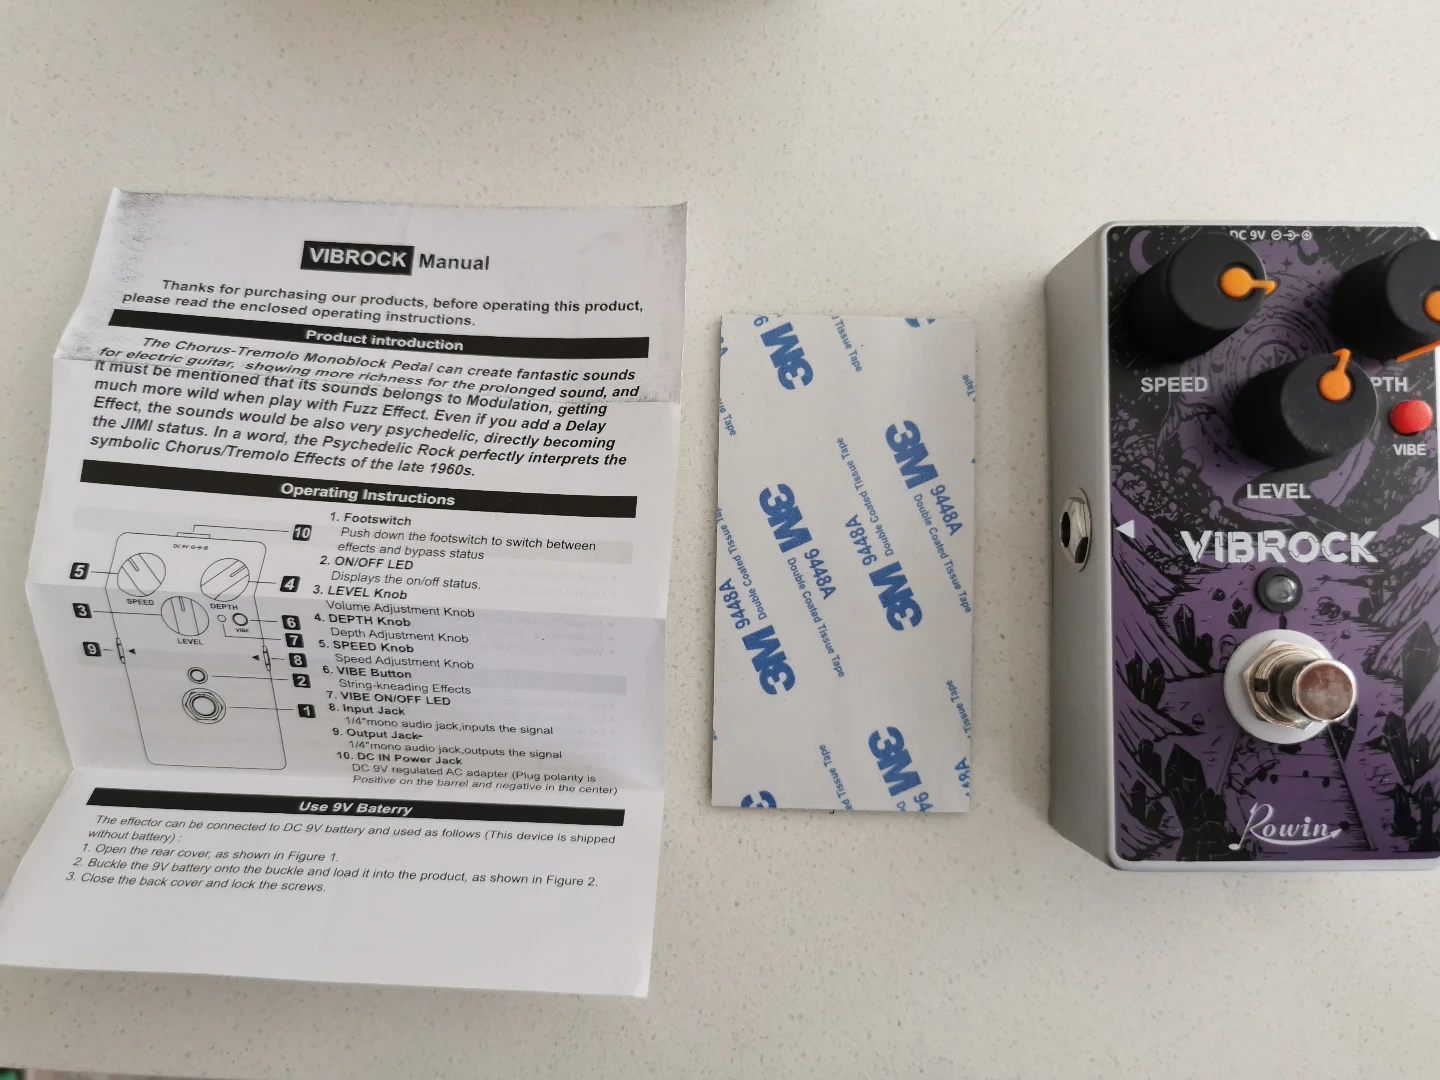 VIBROCK Manual
Thanks for purchasing our products, before operating this product,
please read the enclosed operating instructions.
Product introduction
The Chorus-Tremolo Monoblock Pedal can create fantastic sounds
for electric guitar, showing more richness for the prolonged sound, and
it must be mentioned that its sounds belongs to Modulation, getting
much more wild when play with Fuzz Effect. Even if you add a Delay
Effect, the sounds would be also very psychedelic, directly becoming
the JIMI status. In a word, the Psychedelic Rock perfectly interprets the
symbolic Chorus/Tremolo Effects of the late 1960s.
Operating Instructions
DC 9V
10
5
4
SPEED
DEPTH
3
6
VIBE
7
LEVEL
9
8
2
1
1. Footswitch
Push down the footswitch to switch between
effects and bypass status
2. ON/OFF LED
Displays the on/off status.
3. LEVEL Knob
Volume Adjustment Knob
4. DEPTH Knob
Depth Adjustment Knob
5. SPEED Knob
Speed Adjustment Knob
6. VIBE Button
String-kneading Effects
7. VIBE ON/OFF LED
8. Input Jack
1/4"mono audio jack,inputs the signal
9. Output Jack-
1/4"mono audio jack,outputs the signal
10. DC IN Power Jack
DC 9V regulated AC adapter (Plug polarity is
Positive on the barrel and negative in the center)
Use 9V Baterry
The effector can be connected to DC 9V battery and used as follows (This device is shipped
without battery) :
1. Open the rear cover, as shown in Figure 1.
2. Buckle the 9V battery onto the buckle and load it into the product, as shown in Figure 2.
3. Close the back cover and lock the screws.
3M
Tissue Tape
3M 9448A
Double Coated Tissue Tape
3M 9448A
Double Coated Tissue Tape
3M 9448A
Double Coated Tissue Tape
3M 9448A
Double Coated Tissue Tape
3M
DC 9V
SPEED
PTH
VIBE
LEVEL
VIBROCK
Rowin